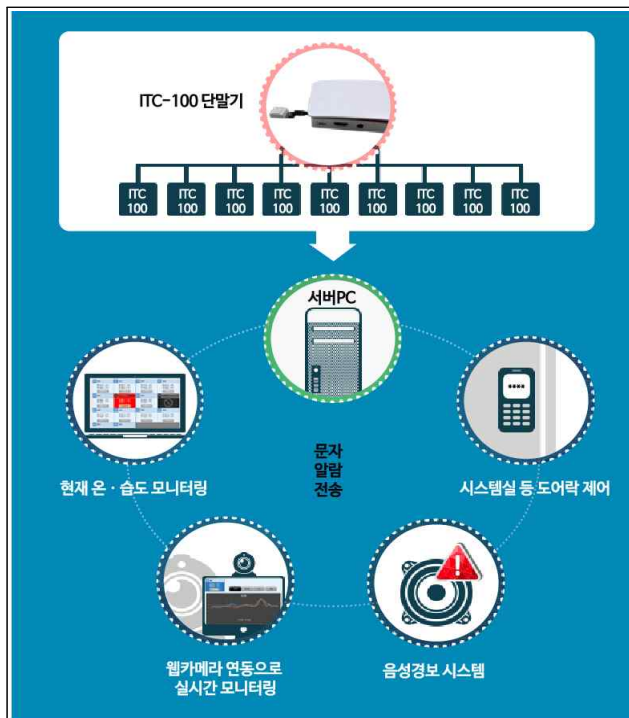 ITC-100 단말기
ITC
100
ITC
100
ITC
100
ITC
100
ITC
100
ITC
100
ITC
100
ITC
100
ITC
100
서버PC
현재 온 · 습도 모니터링
문자
알람
전송
시스템실 등 도어락 제어
웹카메라 연동으로
실시간 모니터링
음성경보 시스템